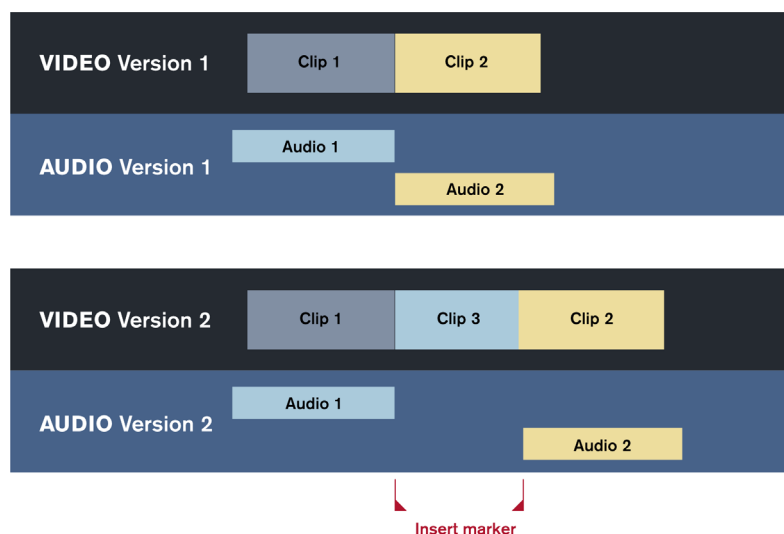 VIDEO Version 1
Clip 1
Clip 2
AUDIO Version 1
Audio 1
Audio 2
VIDEO Version 2
Clip 1
Clip 3
Clip 2
AUDIO Version 2
Audio 1
Audio 2
Insert marker